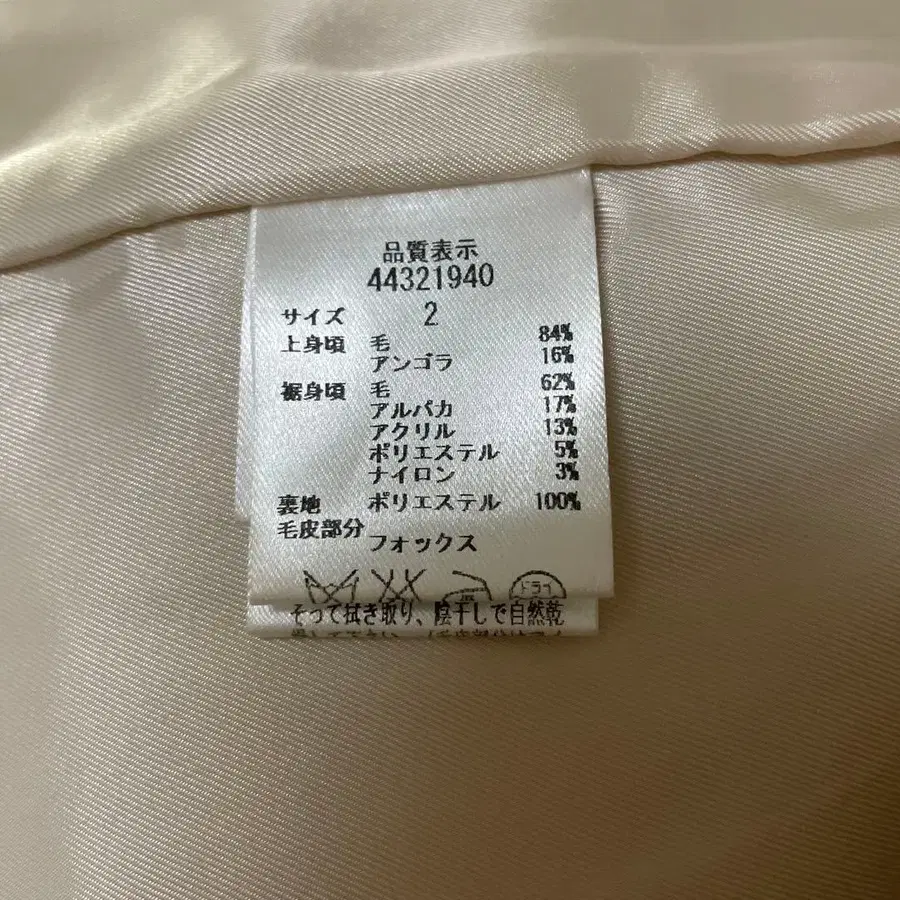 品質表示
44321940
サイズ 2
上身頃 毛 84%
アンゴラ 16%
裾身頃 毛 62%
アルパカ 17%
アクリル 13%
ポリエステル 5%
ナイロン 3%
裏地 ポリエステル 100%
毛皮部分 フォックス
ドライ
そって拭き取り、陰干しで自然乾